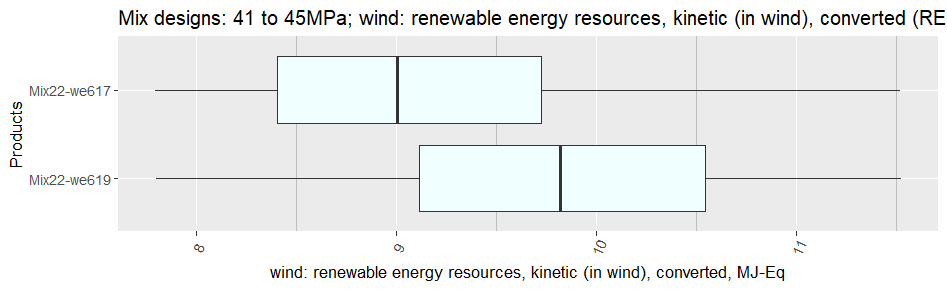 Mix designs: 41 to 45MPa; wind: renewable energy resources, kinetic (in wind), converted (RE
Products
Mix22-we617
Mix22-we619
8 9 10 11
wind: renewable energy resources, kinetic (in wind), converted, MJ-Eq